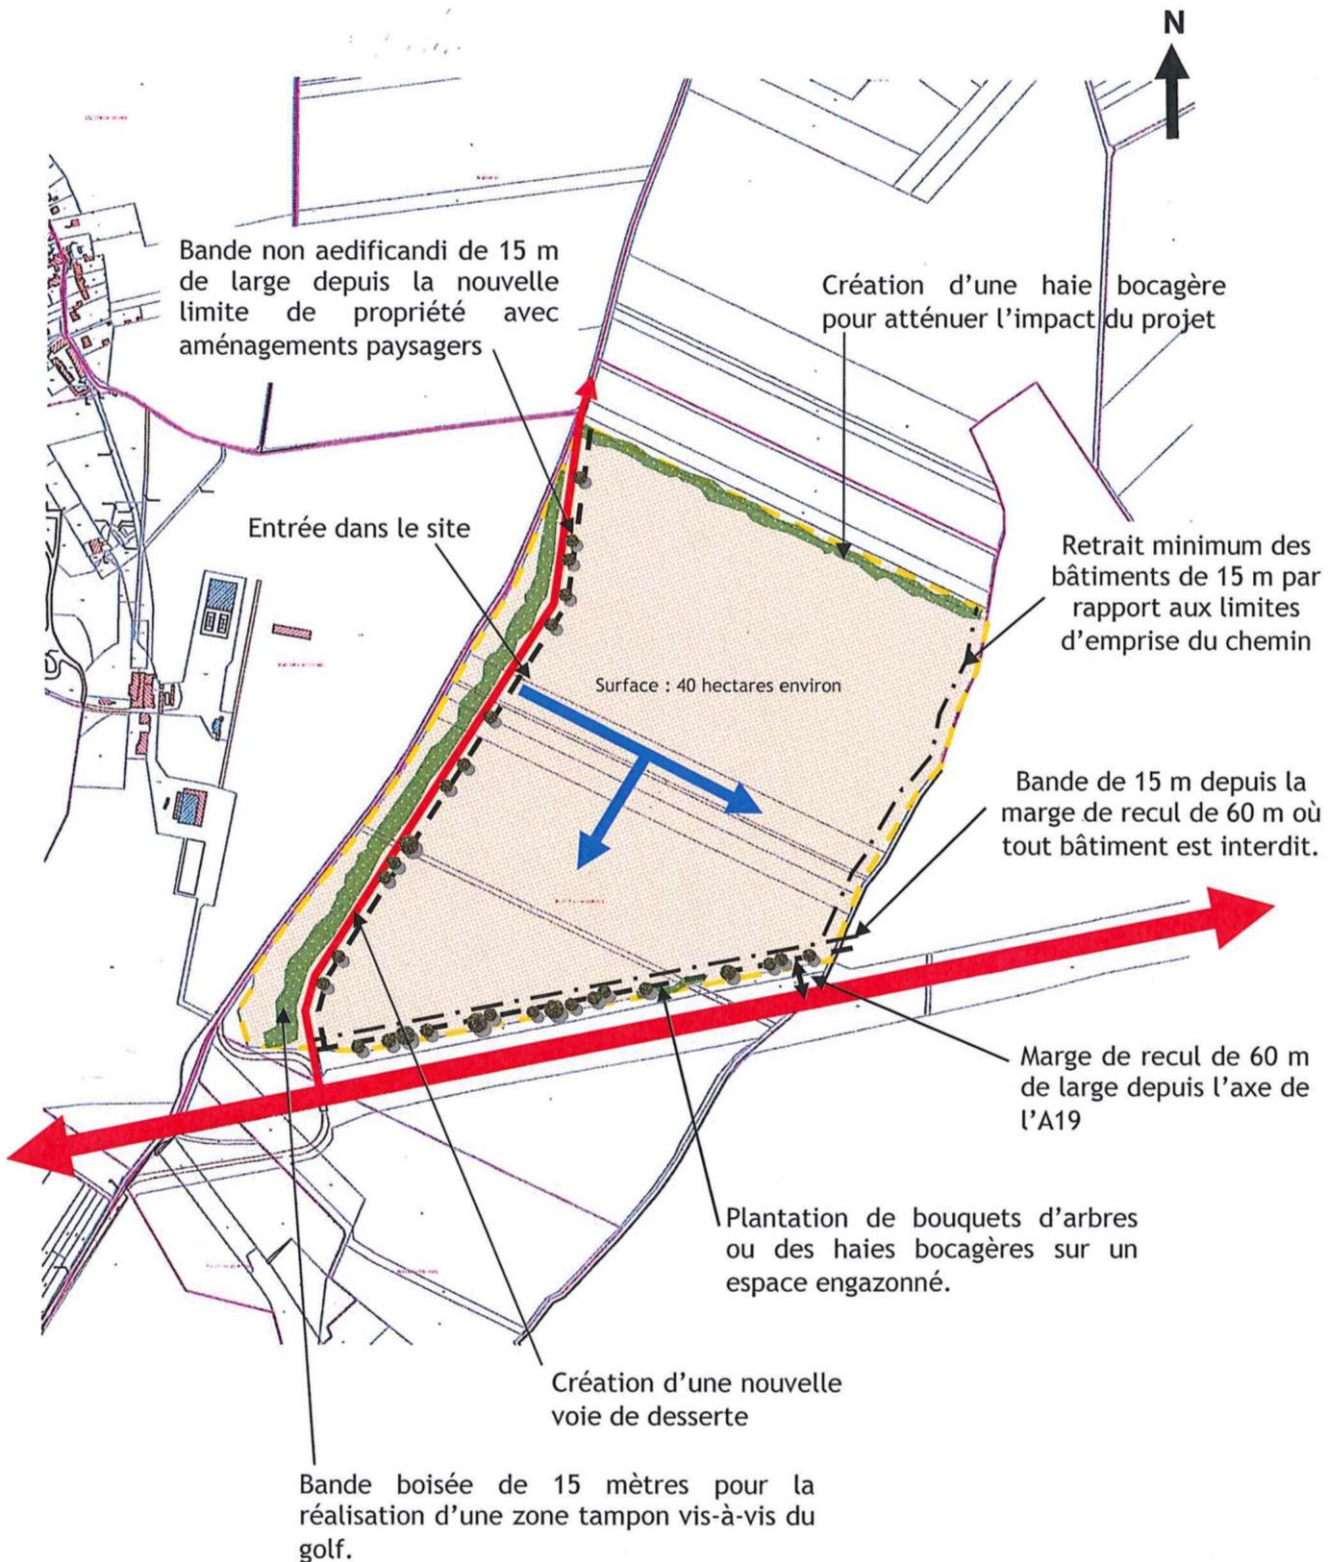 N
Bande non aedificandi de 15 m
de large depuis la nouvelle
limite de propriété avec
aménagements paysagers
Création d'une haie bocagère
pour atténuer l'impact du projet
Entrée dans le site
Retrait minimum des
bâtiments de 15 m par
rapport aux limites
d'emprise du chemin
Surface : 40 hectares environ
Bande de 15 m depuis la
marge de recul de 60 m où
tout bâtiment est interdit.
Marge de recul de 60 m
de large depuis l'axe de
l'A19
Plantation de bouquets d'arbres
ou des haies bocagères sur un
espace engazonné.
Création d'une nouvelle
voie de desserte
Bande boisée de 15 mètres pour la
réalisation d'une zone tampon vis-à-vis du
golf.